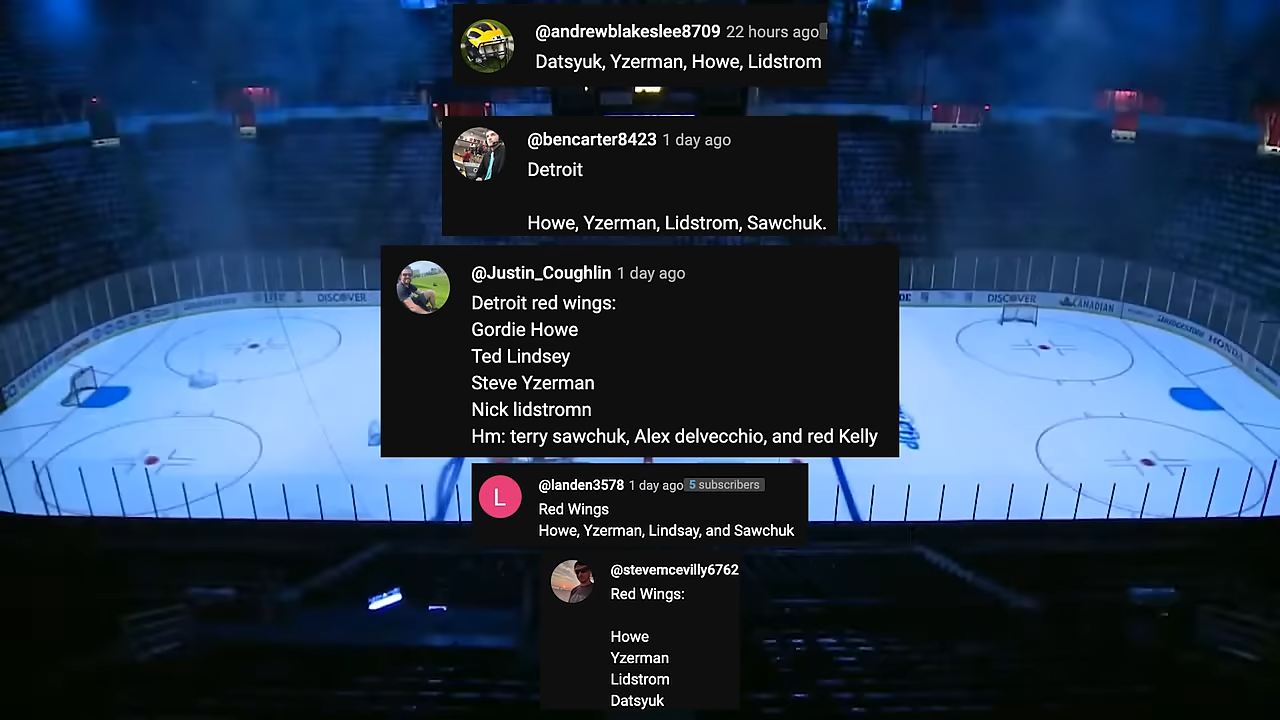 @andrewblakeslee8709 22 hours ago
Datsyuk, Yzerman, Howe, Lidstrom
@bencarter8423 1 day ago
Detroit
Howe, Yzerman, Lidstrom, Sawchuk.
@Justin_Coughlin 1 day ago
Detroit red wings:
Gordie Howe
Ted Lindsey
Steve Yzerman
Nick lidstromn
Hm: terry sawchuk, Alex delvecchio, and red Kelly
DISCOVER
DISCOVER
CANADIAN
BRIDGESTONE
HONDA
L
@landen3578 1 day ago 5 subscribers
Red Wings
Howe, Yzerman, Lindsay, and Sawchuk
@stevemcevilly6762
Red Wings:
Howe
Yzerman
Lidstrom
Datsyuk